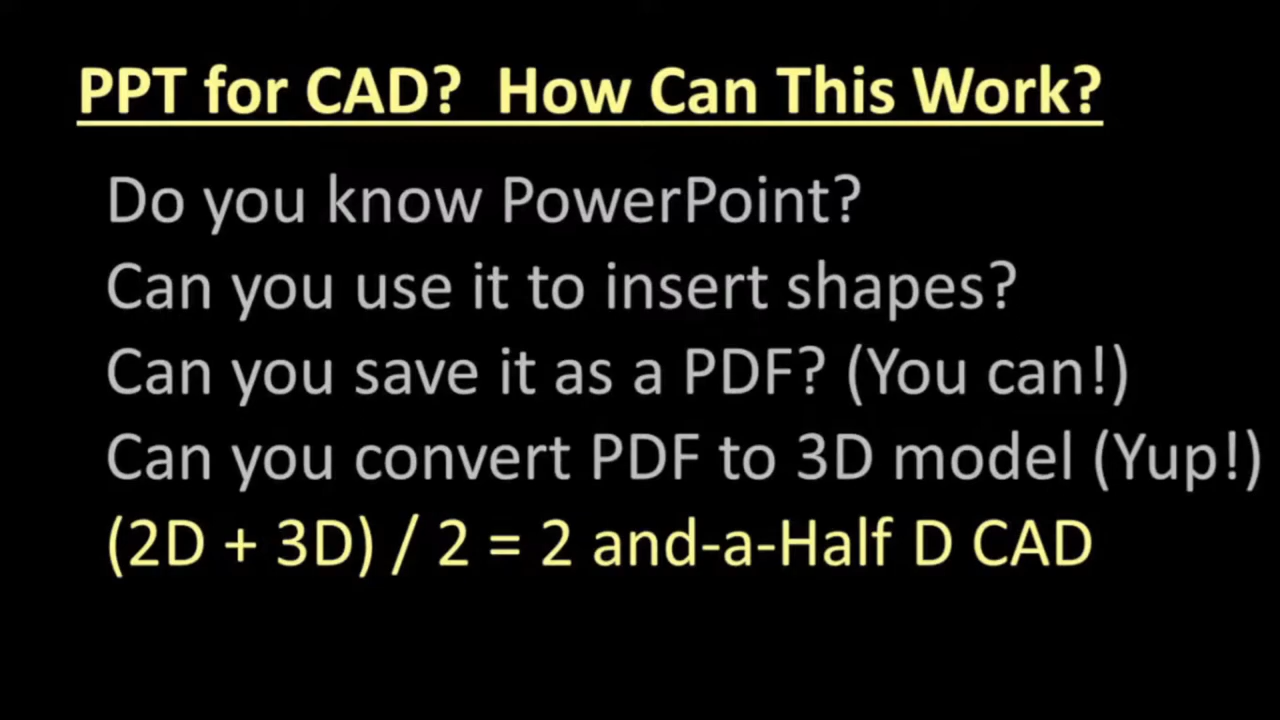 PPT for CAD?  How Can This Work?
Do you know PowerPoint?
Can you use it to insert shapes?
Can you save it as a PDF? (You can!)
Can you convert PDF to 3D model (Yup!)
(2D + 3D) / 2 = 2 and-a-Half D CAD